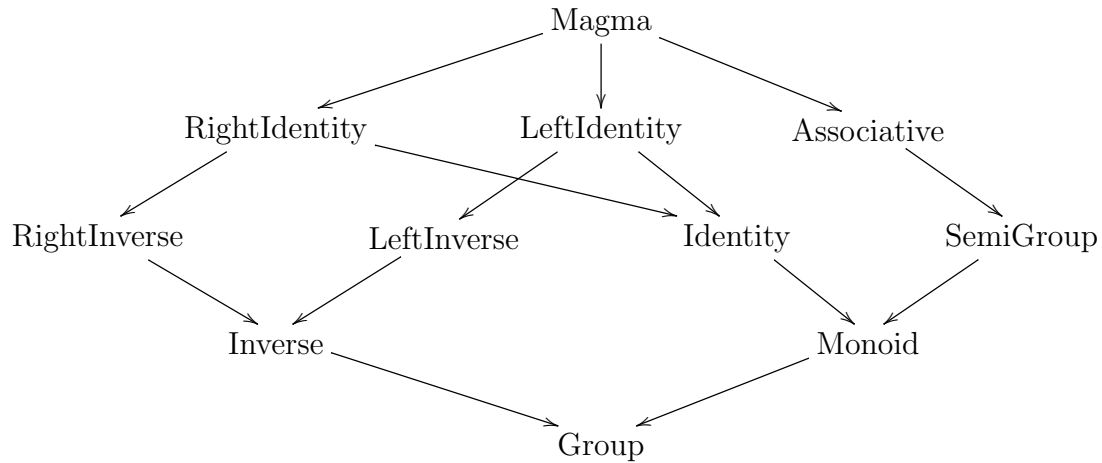 Magma
RightIdentity LeftIdentity Associative
RightInverse LeftInverse Identity SemiGroup
Inverse Monoid
Group